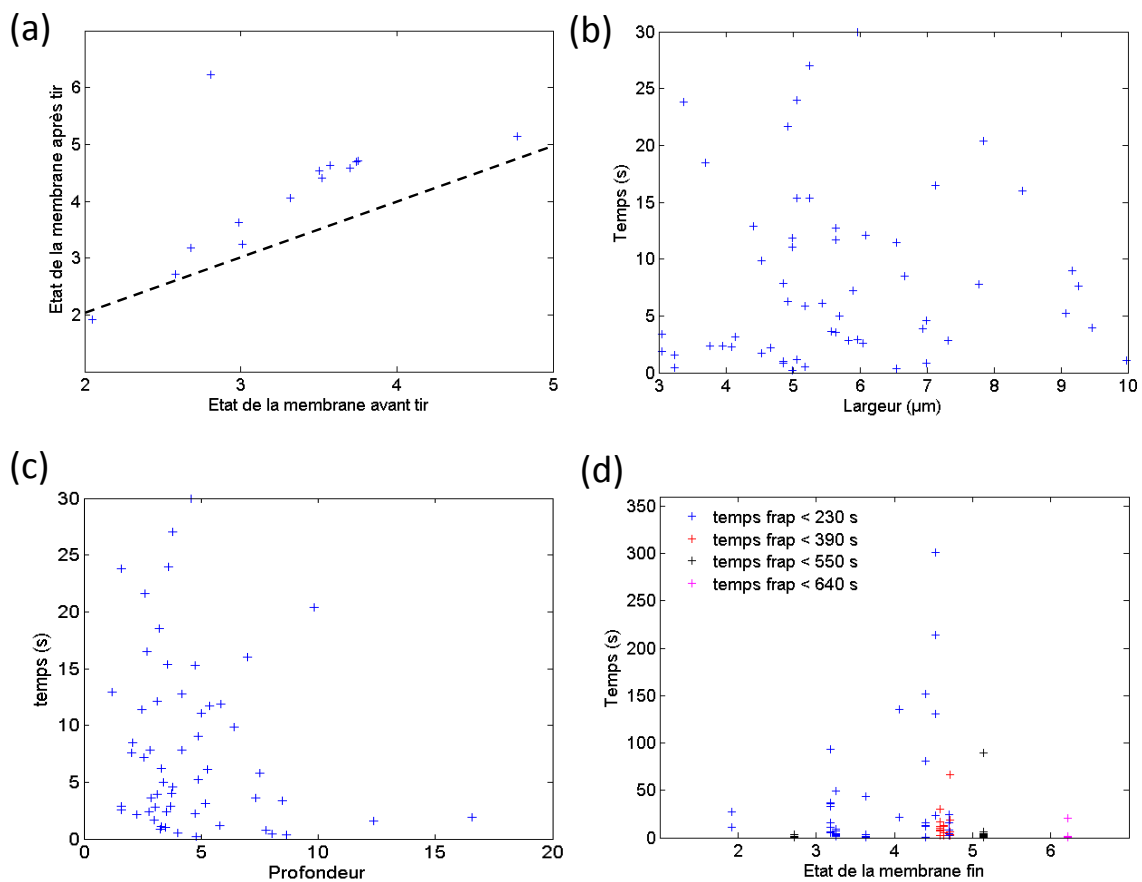 (a)
6
5
4
3
2
Etat de la membrane après tir
2 3 4 5
Etat de la membrane avant tir
(b)
30
25
20
15
10
5
0
Temps (s)
3 4 5 6 7 8 9 10
Largeur (µm)
(c)
30
25
20
15
10
5
0
temps (s)
0 5 10 15 20
Profondeur
(d)
350
300
250
200
150
100
50
0
Temps (s)
temps frap < 230 s
temps frap < 390 s
temps frap < 550 s
temps frap < 640 s
2 3 4 5 6
Etat de la membrane fin